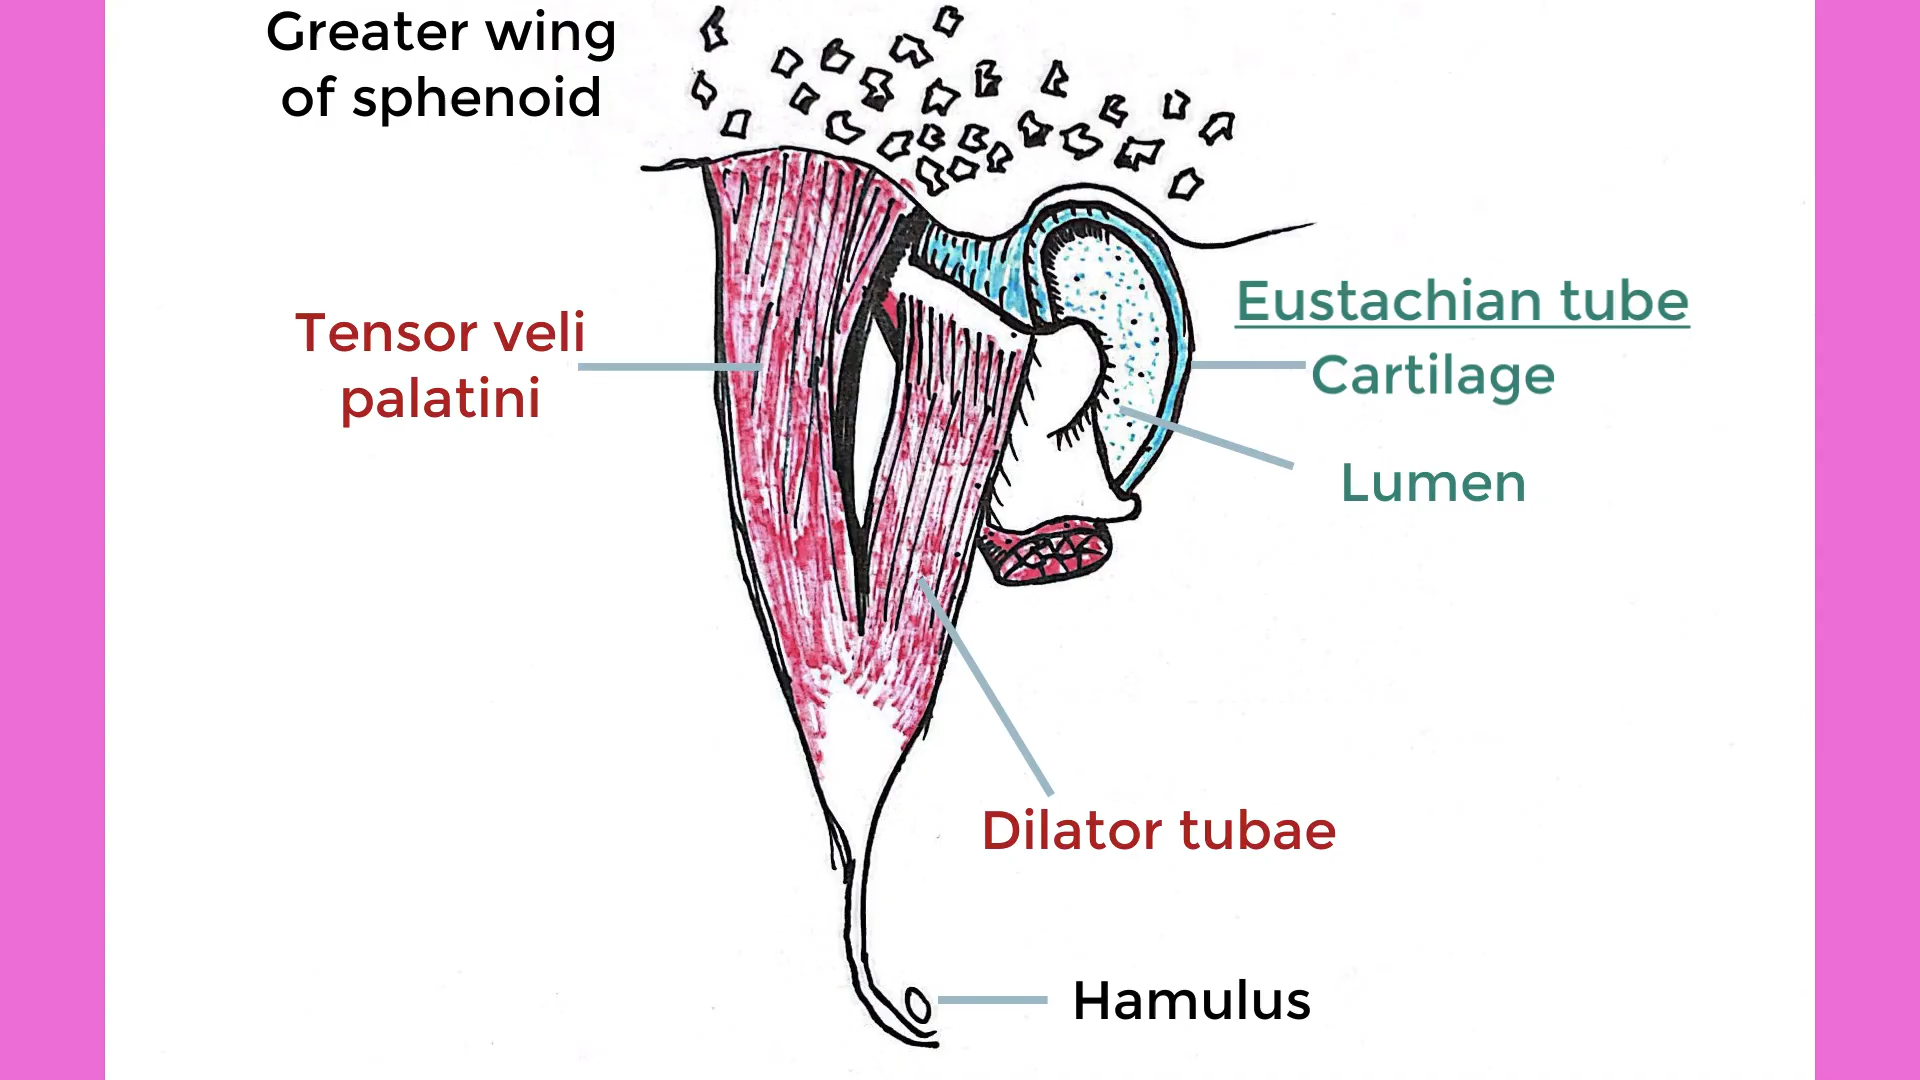 Greater wing
of sphenoid
Tensor veli
palatini
Eustachian tube
Cartilage
Lumen
Dilator tubae
Hamulus